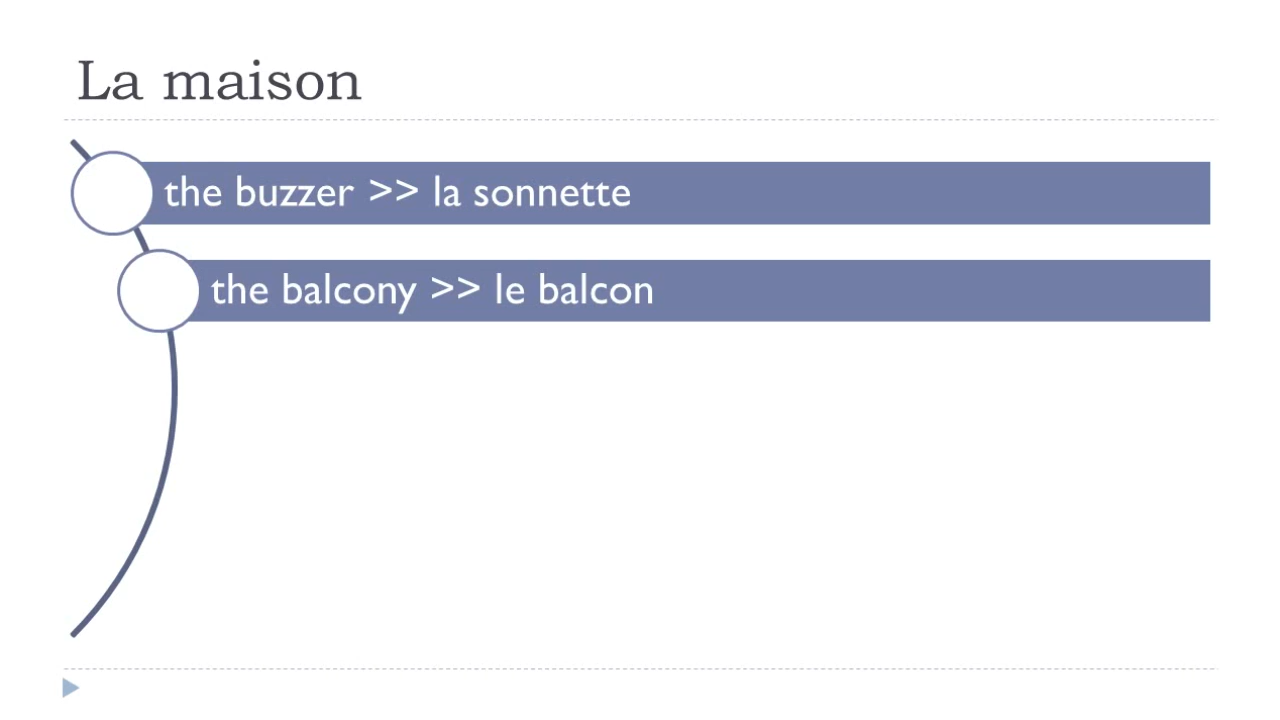 La maison
the buzzer >> la sonnette
the balcony >> le balcon